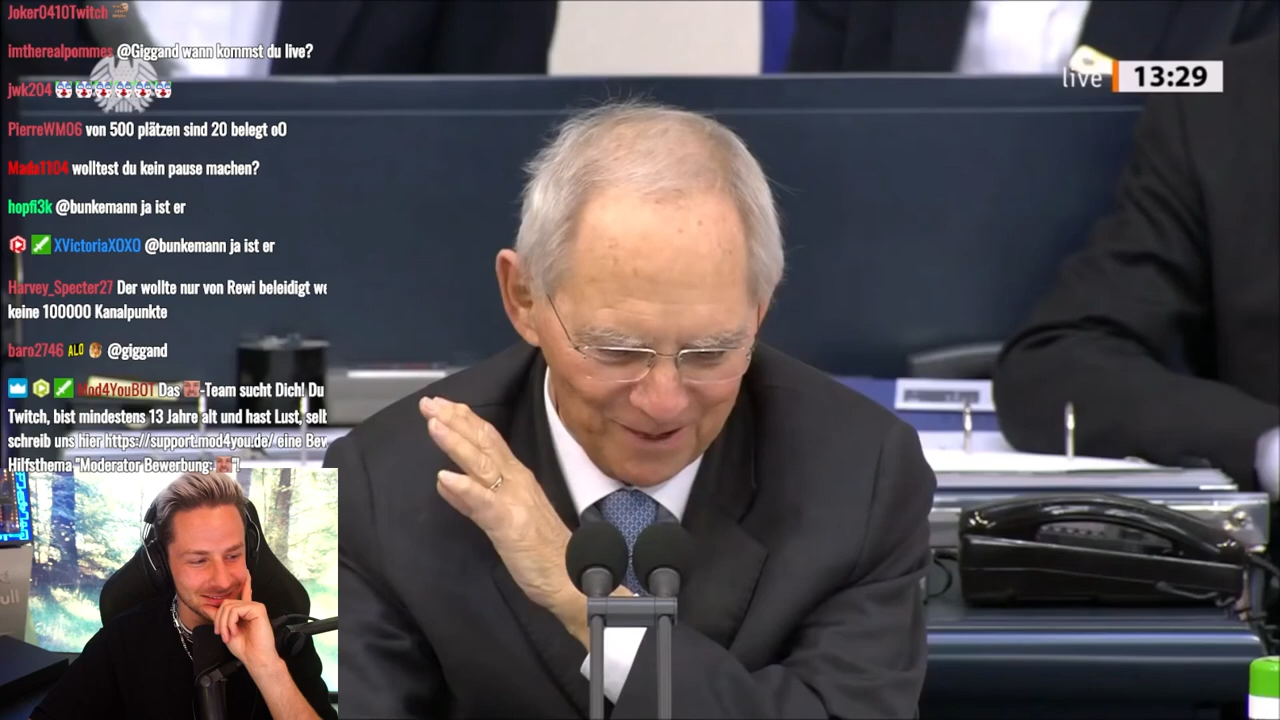 Joker0410Twitch
imtherealpommes @Giggand wann kommst du live?
jwk204
PierreWM06 von 500 plätzen sind 20 belegt oO
Mada1104 wolltest du kein pause machen?
hopfi3k @bunkemann ja ist er
XVictoriaXOXO @bunkemann ja ist er
Harvey_Specter27 Der wollte nur von Rewi beleidigt we
keine 100000 Kanalpunkte
baro2746 ALO @giggand
Mod4YouBOT Das -Team sucht Dich! Du
Twitch, bist mindestens 13 Jahre alt und hast Lust, selb
schreib uns hier https://support.mod4you.de/ eine Bew
Hilfsthema "Moderator Bewerbung: "!
live 13:29